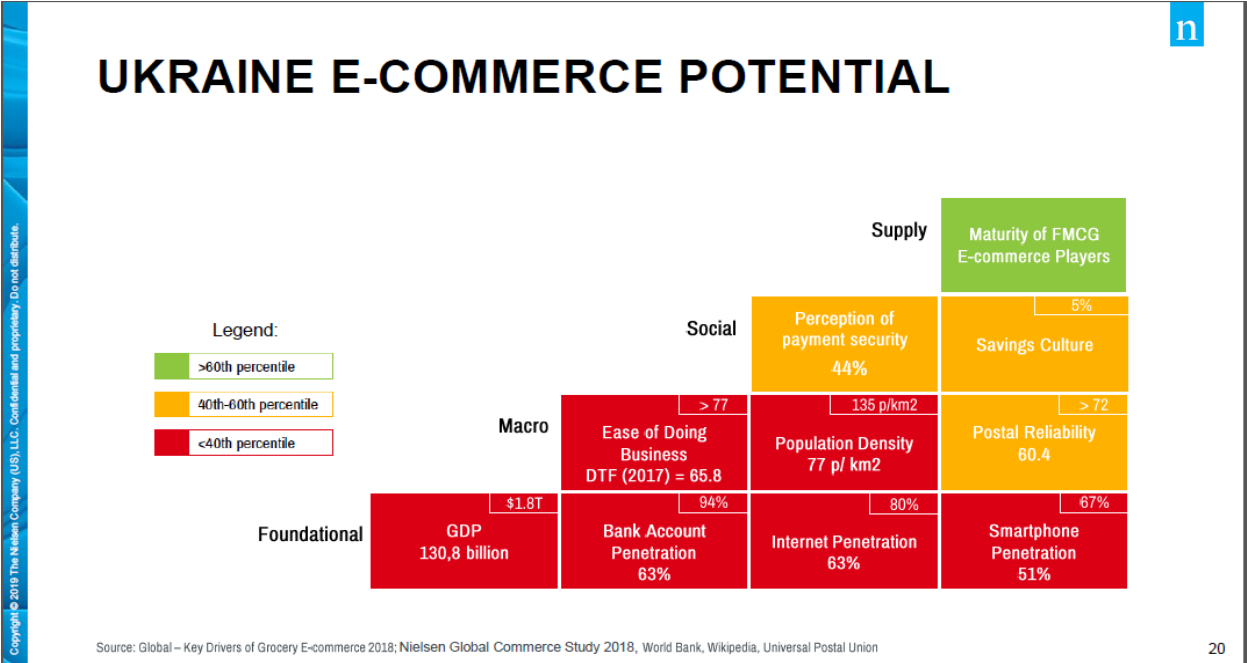 n
UKRAINE E-COMMERCE POTENTIAL
Supply
Maturity of FMCG
E-commerce Players
Social
Perception of
payment security
44%
5%
Savings Culture
Legend:
>60th percentile
40th-60th percentile
<40th percentile
Macro
> 77
Ease of Doing
Business
DTF (2017) = 65.8
135 p/km2
Population Density
77 p/ km2
> 72
Postal Reliability
60.4
Foundational
$1.8T
GDP
130,8 billion
94%
Bank Account
Penetration
63%
80%
Internet Penetration
63%
67%
Smartphone
Penetration
51%
Copyright © 2019 The Nielsen Company (US), LLC. Confidential and proprietary. Do not distribute.
Source: Global – Key Drivers of Grocery E-commerce 2018; Nielsen Global Commerce Study 2018, World Bank, Wikipedia, Universal Postal Union
20